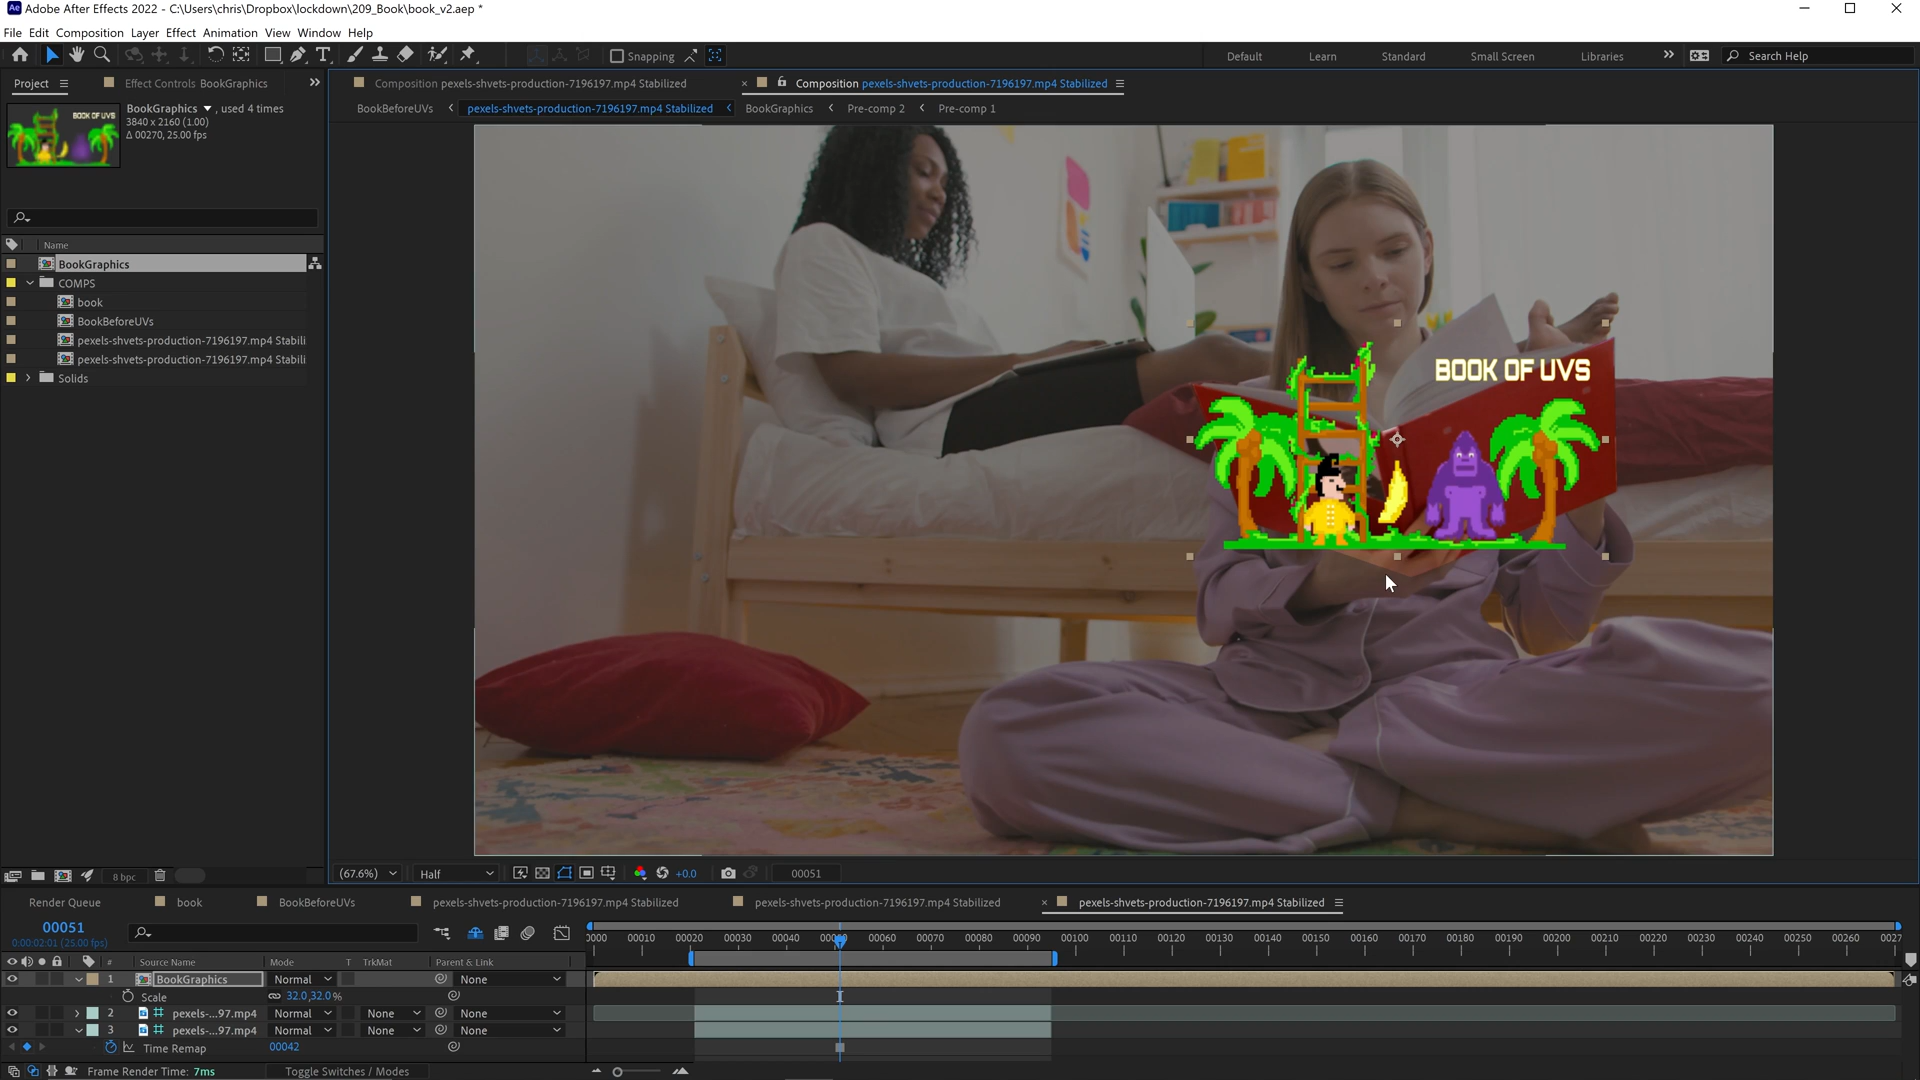 Adobe After Effects 2022 - C:\Users\chris\Dropbox\lockdown\209_Book\book_v2.aep *
File Edit Composition Layer Effect Animation View Window Help
Snapping
Default Learn Standard Small Screen Libraries Search Help
Project Effect Controls BookGraphics
Composition pexels-shvets-production-7196197.mp4 Stabilized
Composition pexels-shvets-production-7196197.mp4 Stabilized
BookBeforeUVs pexels-shvets-production-7196197.mp4 Stabilized BookGraphics Pre-comp 2 Pre-comp 1
BookGraphics , used 4 times
3840 x 2160 (1.00)
Δ 00270, 25.00 fps
BOOK OF UVS
Name
BookGraphics
COMPS
book
BookBeforeUVs
pexels-shvets-production-7196197.mp4 Stabili
pexels-shvets-production-7196197.mp4 Stabili
Solids
BOOK OF UVS
8 bpc
(67.6%) Half +0.0 00051
Render Queue book BookBeforeUVs pexels-shvets-production-7196197.mp4 Stabilized pexels-shvets-production-7196197.mp4 Stabilized pexels-shvets-production-7196197.mp4 Stabilized
00051
0:00:02:01 (25.00 fps)
0000 00010 00020 00030 00040 00060 00070 00080 00090 00100 00110 00120 00130 00140 00150 00160 00170 00180 00190 00200 00210 00220 00230 00240 00250 00260 0027
# Source Name Mode T TrkMat Parent & Link
1 BookGraphics Normal None
Scale 32.0,32.0%
2 pexels-...97.mp4 Normal None None
3 pexels-...97.mp4 Normal None None
Time Remap 00042
Frame Render Time: 7ms Toggle Switches / Modes